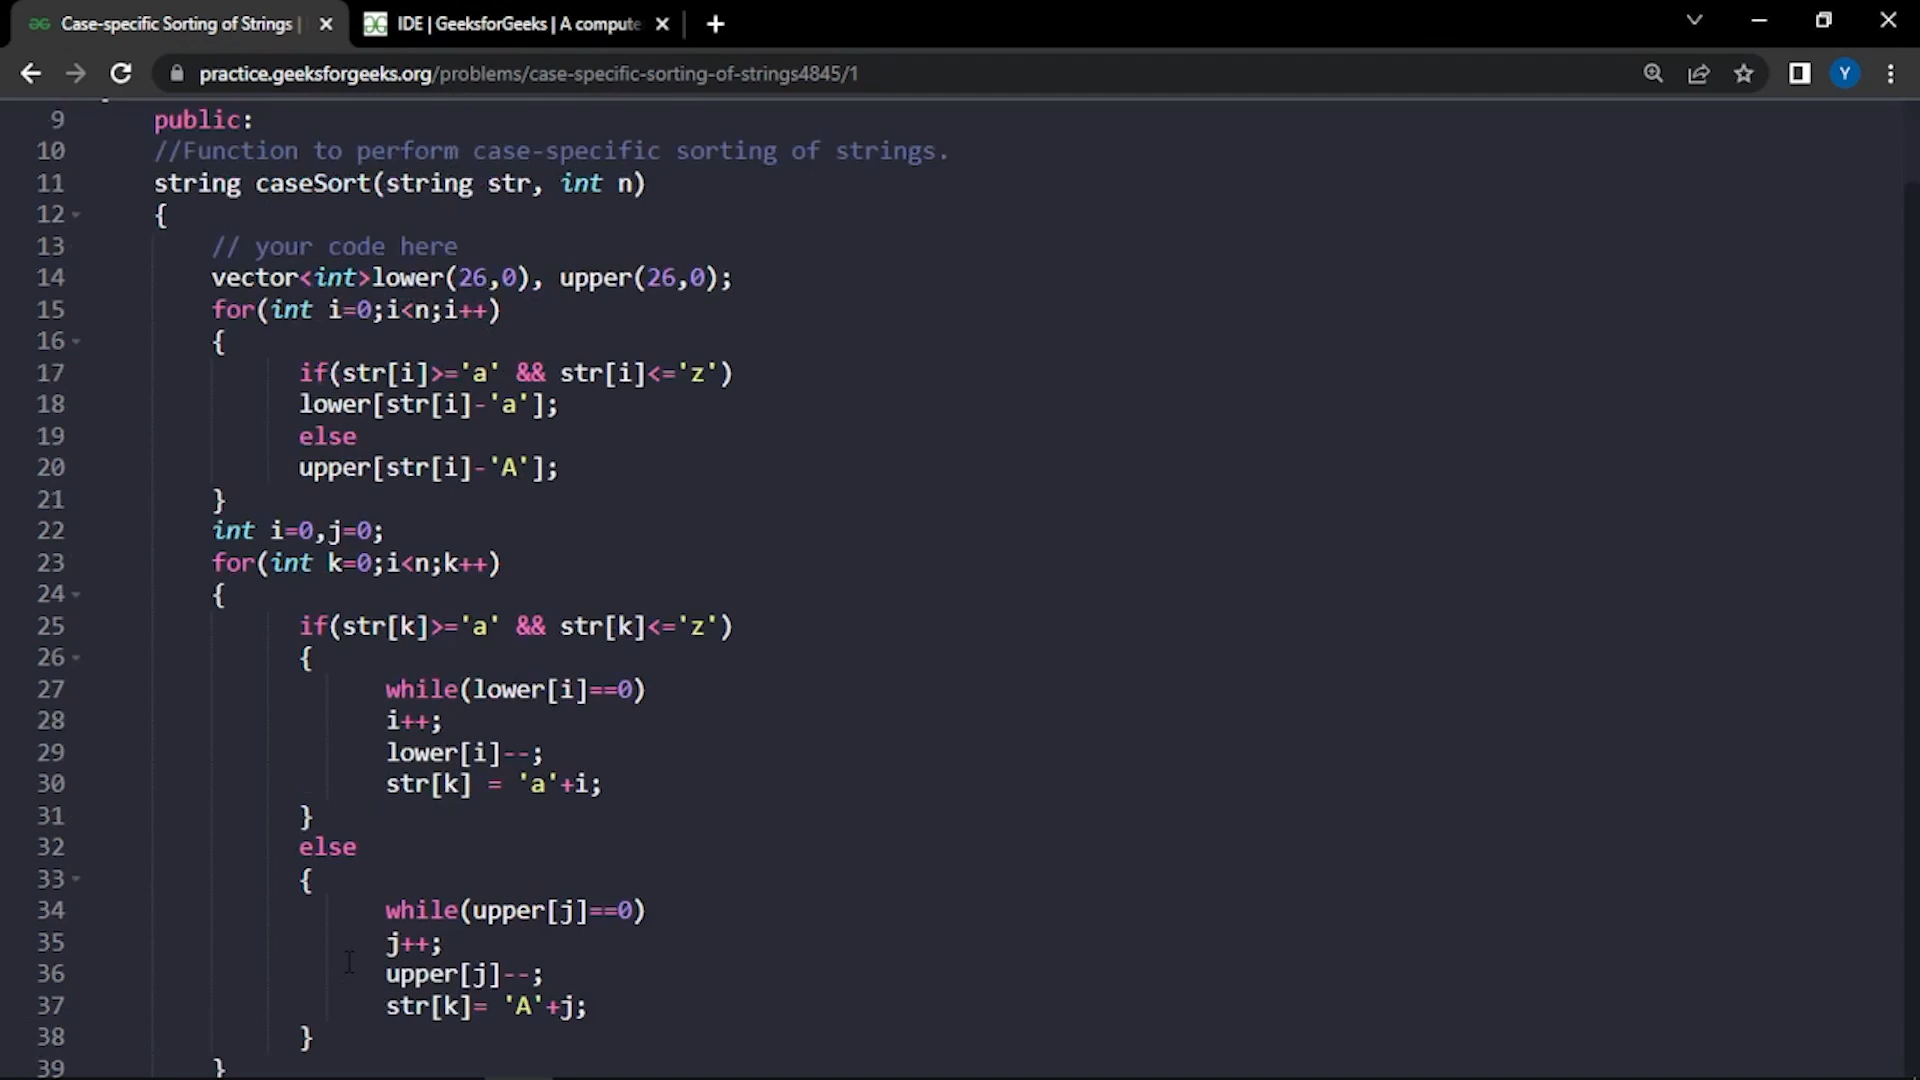 Case-specific Sorting of Strings |
IDE | GeeksforGeeks | A compute
practice.geeksforgeeks.org/problems/case-specific-sorting-of-strings4845/1
Y
9 public:
10 //Function to perform case-specific sorting of strings.
11 string caseSort(string str, int n)
12 {
13 // your code here
14 vector<int>lower(26,0), upper(26,0);
15 for(int i=0;i<n;i++)
16 {
17 if(str[i]>='a' && str[i]<='z')
18 lower[str[i]-'a'];
19 else
20 upper[str[i]-'A'];
21 }
22 int i=0,j=0;
23 for(int k=0;i<n;k++)
24 {
25 if(str[k]>='a' && str[k]<='z')
26 {
27 while(lower[i]==0)
28 i++;
29 lower[i]--;
30 str[k] = 'a'+i;
31 }
32 else
33 {
34 while(upper[j]==0)
35 j++;
36 upper[j]--;
37 str[k]= 'A'+j;
38 }
39 }